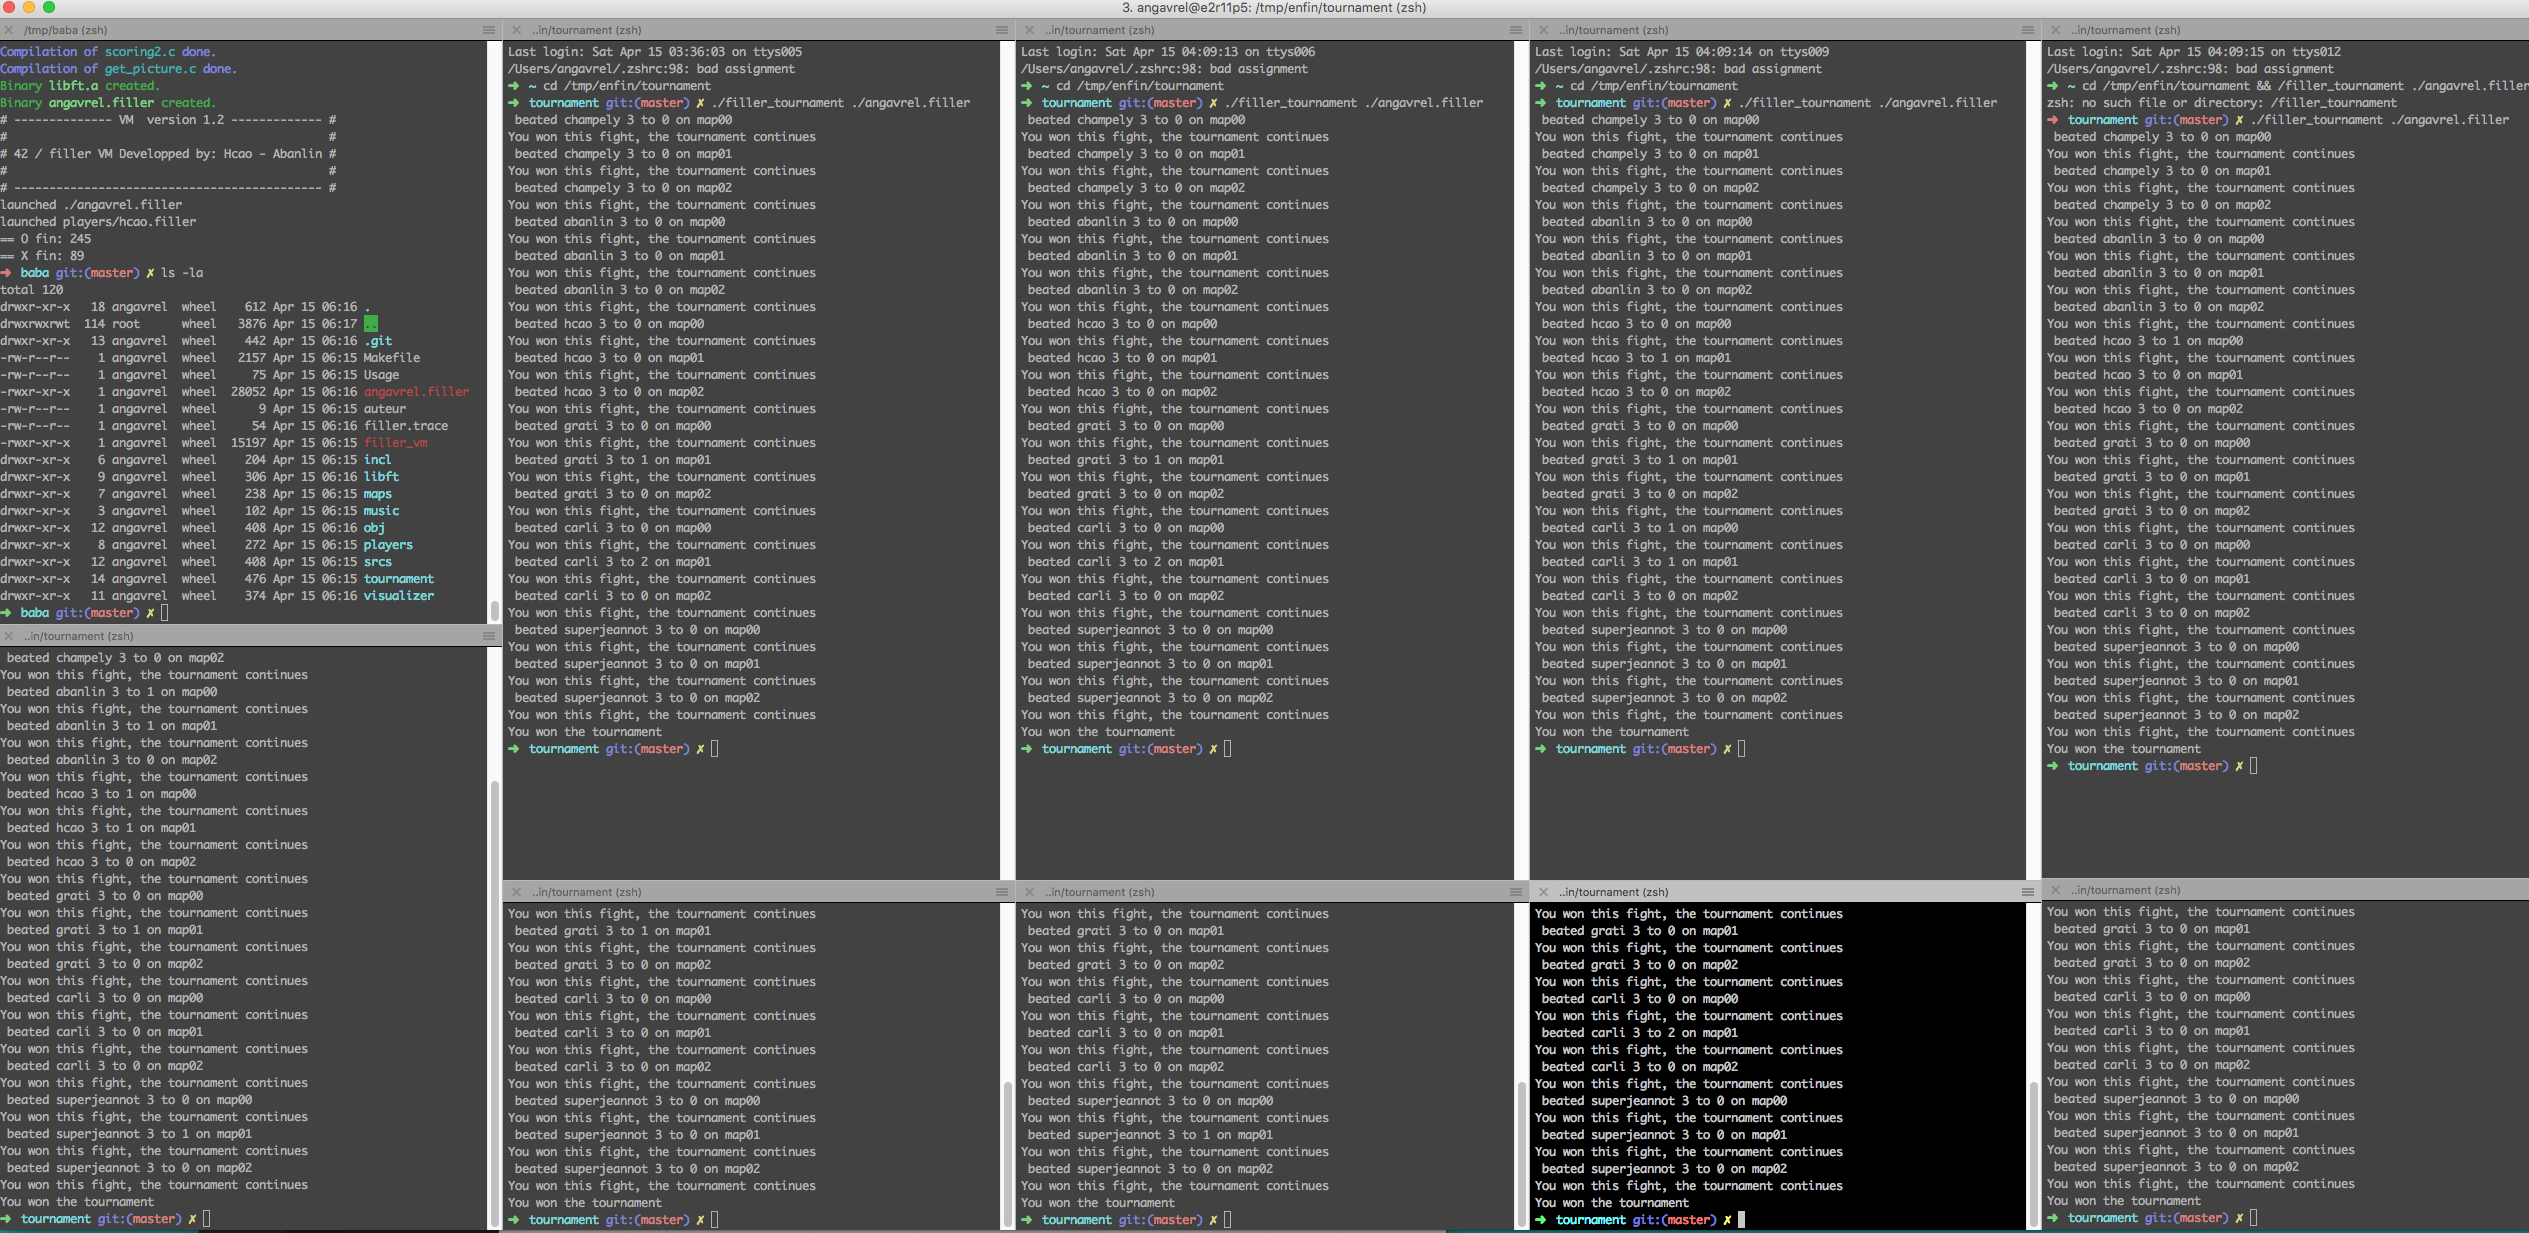 3. angavrel@e2r11p5: /tmp/enfin/tournament (zsh)
/tmp/baba (zsh)
Compilation of scoring2.c done.
Compilation of get_picture.c done.
Binary libft.a created.
Binary angavrel.filler created.
# -------------- VM  version 1.2 ------------- #
#                                              #
# 42 / filler VM Developped by: Hcao - Abanlin #
#                                              #
# -------------------------------------------- #
launched ./angavrel.filler
launched players/hcao.filler
== O fin: 245
== X fin: 89
➜  baba git:(master) ✗ ls -la
total 120
drwxr-xr-x   18 angavrel  wheel    612 Apr 15 06:16 .
drwxrwxrwt  114 root      wheel   3876 Apr 15 06:17 ..
drwxr-xr-x   13 angavrel  wheel    442 Apr 15 06:16 .git
-rw-r--r--    1 angavrel  wheel   2157 Apr 15 06:15 Makefile
-rw-r--r--    1 angavrel  wheel     75 Apr 15 06:15 Usage
-rwxr-xr-x    1 angavrel  wheel  28052 Apr 15 06:16 angavrel.filler
-rw-r--r--    1 angavrel  wheel      9 Apr 15 06:15 auteur
-rw-r--r--    1 angavrel  wheel     54 Apr 15 06:16 filler.trace
-rwxr-xr-x    1 angavrel  wheel  15197 Apr 15 06:15 filler_vm
drwxr-xr-x    6 angavrel  wheel    204 Apr 15 06:15 incl
drwxr-xr-x    9 angavrel  wheel    306 Apr 15 06:16 libft
drwxr-xr-x    7 angavrel  wheel    238 Apr 15 06:15 maps
drwxr-xr-x    3 angavrel  wheel    102 Apr 15 06:15 music
drwxr-xr-x   12 angavrel  wheel    408 Apr 15 06:16 obj
drwxr-xr-x    8 angavrel  wheel    272 Apr 15 06:15 players
drwxr-xr-x   12 angavrel  wheel    408 Apr 15 06:15 srcs
drwxr-xr-x   14 angavrel  wheel    476 Apr 15 06:15 tournament
drwxr-xr-x   11 angavrel  wheel    374 Apr 15 06:16 visualizer
➜  baba git:(master) ✗
..in/tournament (zsh)
beated champely 3 to 0 on map02
You won this fight, the tournament continues
beated abanlin 3 to 1 on map00
You won this fight, the tournament continues
beated abanlin 3 to 1 on map01
You won this fight, the tournament continues
beated abanlin 3 to 0 on map02
You won this fight, the tournament continues
beated hcao 3 to 1 on map00
You won this fight, the tournament continues
beated hcao 3 to 1 on map01
You won this fight, the tournament continues
beated hcao 3 to 0 on map02
You won this fight, the tournament continues
beated grati 3 to 0 on map00
You won this fight, the tournament continues
beated grati 3 to 1 on map01
You won this fight, the tournament continues
beated grati 3 to 0 on map02
You won this fight, the tournament continues
beated carli 3 to 0 on map00
You won this fight, the tournament continues
beated carli 3 to 0 on map01
You won this fight, the tournament continues
beated carli 3 to 0 on map02
You won this fight, the tournament continues
beated superjeannot 3 to 0 on map00
You won this fight, the tournament continues
beated superjeannot 3 to 1 on map01
You won this fight, the tournament continues
beated superjeannot 3 to 0 on map02
You won this fight, the tournament continues
You won the tournament
➜  tournament git:(master) ✗
..in/tournament (zsh)
Last login: Sat Apr 15 03:36:03 on ttys005
/Users/angavrel/.zshrc:98: bad assignment
➜  ~ cd /tmp/enfin/tournament
➜  tournament git:(master) ✗ ./filler_tournament ./angavrel.filler
beated champely 3 to 0 on map00
You won this fight, the tournament continues
beated champely 3 to 0 on map01
You won this fight, the tournament continues
beated champely 3 to 0 on map02
You won this fight, the tournament continues
beated abanlin 3 to 0 on map00
You won this fight, the tournament continues
beated abanlin 3 to 0 on map01
You won this fight, the tournament continues
beated abanlin 3 to 0 on map02
You won this fight, the tournament continues
beated hcao 3 to 0 on map00
You won this fight, the tournament continues
beated hcao 3 to 0 on map01
You won this fight, the tournament continues
beated hcao 3 to 0 on map02
You won this fight, the tournament continues
beated grati 3 to 0 on map00
You won this fight, the tournament continues
beated grati 3 to 1 on map01
You won this fight, the tournament continues
beated grati 3 to 0 on map02
You won this fight, the tournament continues
beated carli 3 to 0 on map00
You won this fight, the tournament continues
beated carli 3 to 2 on map01
You won this fight, the tournament continues
beated carli 3 to 0 on map02
You won this fight, the tournament continues
beated superjeannot 3 to 0 on map00
You won this fight, the tournament continues
beated superjeannot 3 to 0 on map01
You won this fight, the tournament continues
beated superjeannot 3 to 0 on map02
You won this fight, the tournament continues
You won the tournament
➜  tournament git:(master) ✗
..in/tournament (zsh)
You won this fight, the tournament continues
beated grati 3 to 1 on map01
You won this fight, the tournament continues
beated grati 3 to 0 on map02
You won this fight, the tournament continues
beated carli 3 to 0 on map00
You won this fight, the tournament continues
beated carli 3 to 0 on map01
You won this fight, the tournament continues
beated carli 3 to 0 on map02
You won this fight, the tournament continues
beated superjeannot 3 to 0 on map00
You won this fight, the tournament continues
beated superjeannot 3 to 0 on map01
You won this fight, the tournament continues
beated superjeannot 3 to 0 on map02
You won this fight, the tournament continues
You won the tournament
➜  tournament git:(master) ✗
..in/tournament (zsh)
Last login: Sat Apr 15 04:09:13 on ttys006
/Users/angavrel/.zshrc:98: bad assignment
➜  ~ cd /tmp/enfin/tournament
➜  tournament git:(master) ✗ ./filler_tournament ./angavrel.filler
beated champely 3 to 0 on map00
You won this fight, the tournament continues
beated champely 3 to 0 on map01
You won this fight, the tournament continues
beated champely 3 to 0 on map02
You won this fight, the tournament continues
beated abanlin 3 to 0 on map00
You won this fight, the tournament continues
beated abanlin 3 to 0 on map01
You won this fight, the tournament continues
beated abanlin 3 to 0 on map02
You won this fight, the tournament continues
beated hcao 3 to 0 on map00
You won this fight, the tournament continues
beated hcao 3 to 0 on map01
You won this fight, the tournament continues
beated hcao 3 to 0 on map02
You won this fight, the tournament continues
beated grati 3 to 0 on map00
You won this fight, the tournament continues
beated grati 3 to 1 on map01
You won this fight, the tournament continues
beated grati 3 to 0 on map02
You won this fight, the tournament continues
beated carli 3 to 0 on map00
You won this fight, the tournament continues
beated carli 3 to 2 on map01
You won this fight, the tournament continues
beated carli 3 to 0 on map02
You won this fight, the tournament continues
beated superjeannot 3 to 0 on map00
You won this fight, the tournament continues
beated superjeannot 3 to 0 on map01
You won this fight, the tournament continues
beated superjeannot 3 to 0 on map02
You won this fight, the tournament continues
You won the tournament
➜  tournament git:(master) ✗
..in/tournament (zsh)
You won this fight, the tournament continues
beated grati 3 to 0 on map01
You won this fight, the tournament continues
beated grati 3 to 0 on map02
You won this fight, the tournament continues
beated carli 3 to 0 on map00
You won this fight, the tournament continues
beated carli 3 to 0 on map01
You won this fight, the tournament continues
beated carli 3 to 0 on map02
You won this fight, the tournament continues
beated superjeannot 3 to 0 on map00
You won this fight, the tournament continues
beated superjeannot 3 to 1 on map01
You won this fight, the tournament continues
beated superjeannot 3 to 0 on map02
You won this fight, the tournament continues
You won the tournament
➜  tournament git:(master) ✗
..in/tournament (zsh)
Last login: Sat Apr 15 04:09:14 on ttys009
/Users/angavrel/.zshrc:98: bad assignment
➜  ~ cd /tmp/enfin/tournament
➜  tournament git:(master) ✗ ./filler_tournament ./angavrel.filler
beated champely 3 to 0 on map00
You won this fight, the tournament continues
beated champely 3 to 0 on map01
You won this fight, the tournament continues
beated champely 3 to 0 on map02
You won this fight, the tournament continues
beated abanlin 3 to 0 on map00
You won this fight, the tournament continues
beated abanlin 3 to 0 on map01
You won this fight, the tournament continues
beated abanlin 3 to 0 on map02
You won this fight, the tournament continues
beated hcao 3 to 0 on map00
You won this fight, the tournament continues
beated hcao 3 to 1 on map01
You won this fight, the tournament continues
beated hcao 3 to 0 on map02
You won this fight, the tournament continues
beated grati 3 to 0 on map00
You won this fight, the tournament continues
beated grati 3 to 1 on map01
You won this fight, the tournament continues
beated grati 3 to 0 on map02
You won this fight, the tournament continues
beated carli 3 to 1 on map00
You won this fight, the tournament continues
beated carli 3 to 1 on map01
You won this fight, the tournament continues
beated carli 3 to 0 on map02
You won this fight, the tournament continues
beated superjeannot 3 to 0 on map00
You won this fight, the tournament continues
beated superjeannot 3 to 0 on map01
You won this fight, the tournament continues
beated superjeannot 3 to 0 on map02
You won this fight, the tournament continues
You won the tournament
➜  tournament git:(master) ✗
..in/tournament (zsh)
You won this fight, the tournament continues
beated grati 3 to 0 on map01
You won this fight, the tournament continues
beated grati 3 to 0 on map02
You won this fight, the tournament continues
beated carli 3 to 0 on map00
You won this fight, the tournament continues
beated carli 3 to 2 on map01
You won this fight, the tournament continues
beated carli 3 to 0 on map02
You won this fight, the tournament continues
beated superjeannot 3 to 0 on map00
You won this fight, the tournament continues
beated superjeannot 3 to 0 on map01
You won this fight, the tournament continues
beated superjeannot 3 to 0 on map02
You won this fight, the tournament continues
You won the tournament
➜  tournament git:(master) ✗
..in/tournament (zsh)
Last login: Sat Apr 15 04:09:15 on ttys012
/Users/angavrel/.zshrc:98: bad assignment
➜  ~ cd /tmp/enfin/tournament && /filler_tournament ./angavrel.filler
zsh: no such file or directory: /filler_tournament
➜  tournament git:(master) ✗ ./filler_tournament ./angavrel.filler
beated champely 3 to 0 on map00
You won this fight, the tournament continues
beated champely 3 to 0 on map01
You won this fight, the tournament continues
beated champely 3 to 0 on map02
You won this fight, the tournament continues
beated abanlin 3 to 0 on map00
You won this fight, the tournament continues
beated abanlin 3 to 0 on map01
You won this fight, the tournament continues
beated abanlin 3 to 0 on map02
You won this fight, the tournament continues
beated hcao 3 to 1 on map00
You won this fight, the tournament continues
beated hcao 3 to 0 on map01
You won this fight, the tournament continues
beated hcao 3 to 0 on map02
You won this fight, the tournament continues
beated grati 3 to 0 on map00
You won this fight, the tournament continues
beated grati 3 to 0 on map01
You won this fight, the tournament continues
beated grati 3 to 0 on map02
You won this fight, the tournament continues
beated carli 3 to 0 on map00
You won this fight, the tournament continues
beated carli 3 to 0 on map01
You won this fight, the tournament continues
beated carli 3 to 0 on map02
You won this fight, the tournament continues
beated superjeannot 3 to 0 on map00
You won this fight, the tournament continues
beated superjeannot 3 to 0 on map01
You won this fight, the tournament continues
beated superjeannot 3 to 0 on map02
You won this fight, the tournament continues
You won the tournament
➜  tournament git:(master) ✗
..in/tournament (zsh)
You won this fight, the tournament continues
beated grati 3 to 0 on map01
You won this fight, the tournament continues
beated grati 3 to 0 on map02
You won this fight, the tournament continues
beated carli 3 to 0 on map00
You won this fight, the tournament continues
beated carli 3 to 0 on map01
You won this fight, the tournament continues
beated carli 3 to 0 on map02
You won this fight, the tournament continues
beated superjeannot 3 to 0 on map00
You won this fight, the tournament continues
beated superjeannot 3 to 0 on map01
You won this fight, the tournament continues
beated superjeannot 3 to 0 on map02
You won this fight, the tournament continues
You won the tournament
➜  tournament git:(master) ✗